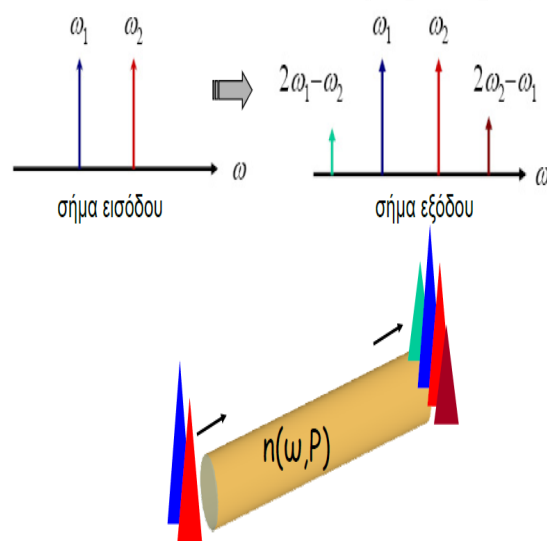 ω₁ ω₂
ω
σήμα εισόδου
2ω₁−ω₂ ω₁ ω₂ 2ω₂−ω₁
ω
σήμα εξόδου
n(ω,P)